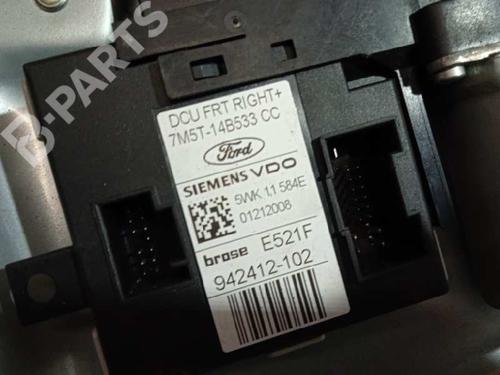 B-PARTS
DCU FRT RIGHT+
7M5T-14B533 CC
Ford
SIEMENS VDO
5WK 11 584E
01212008
brose E521F
942412-102